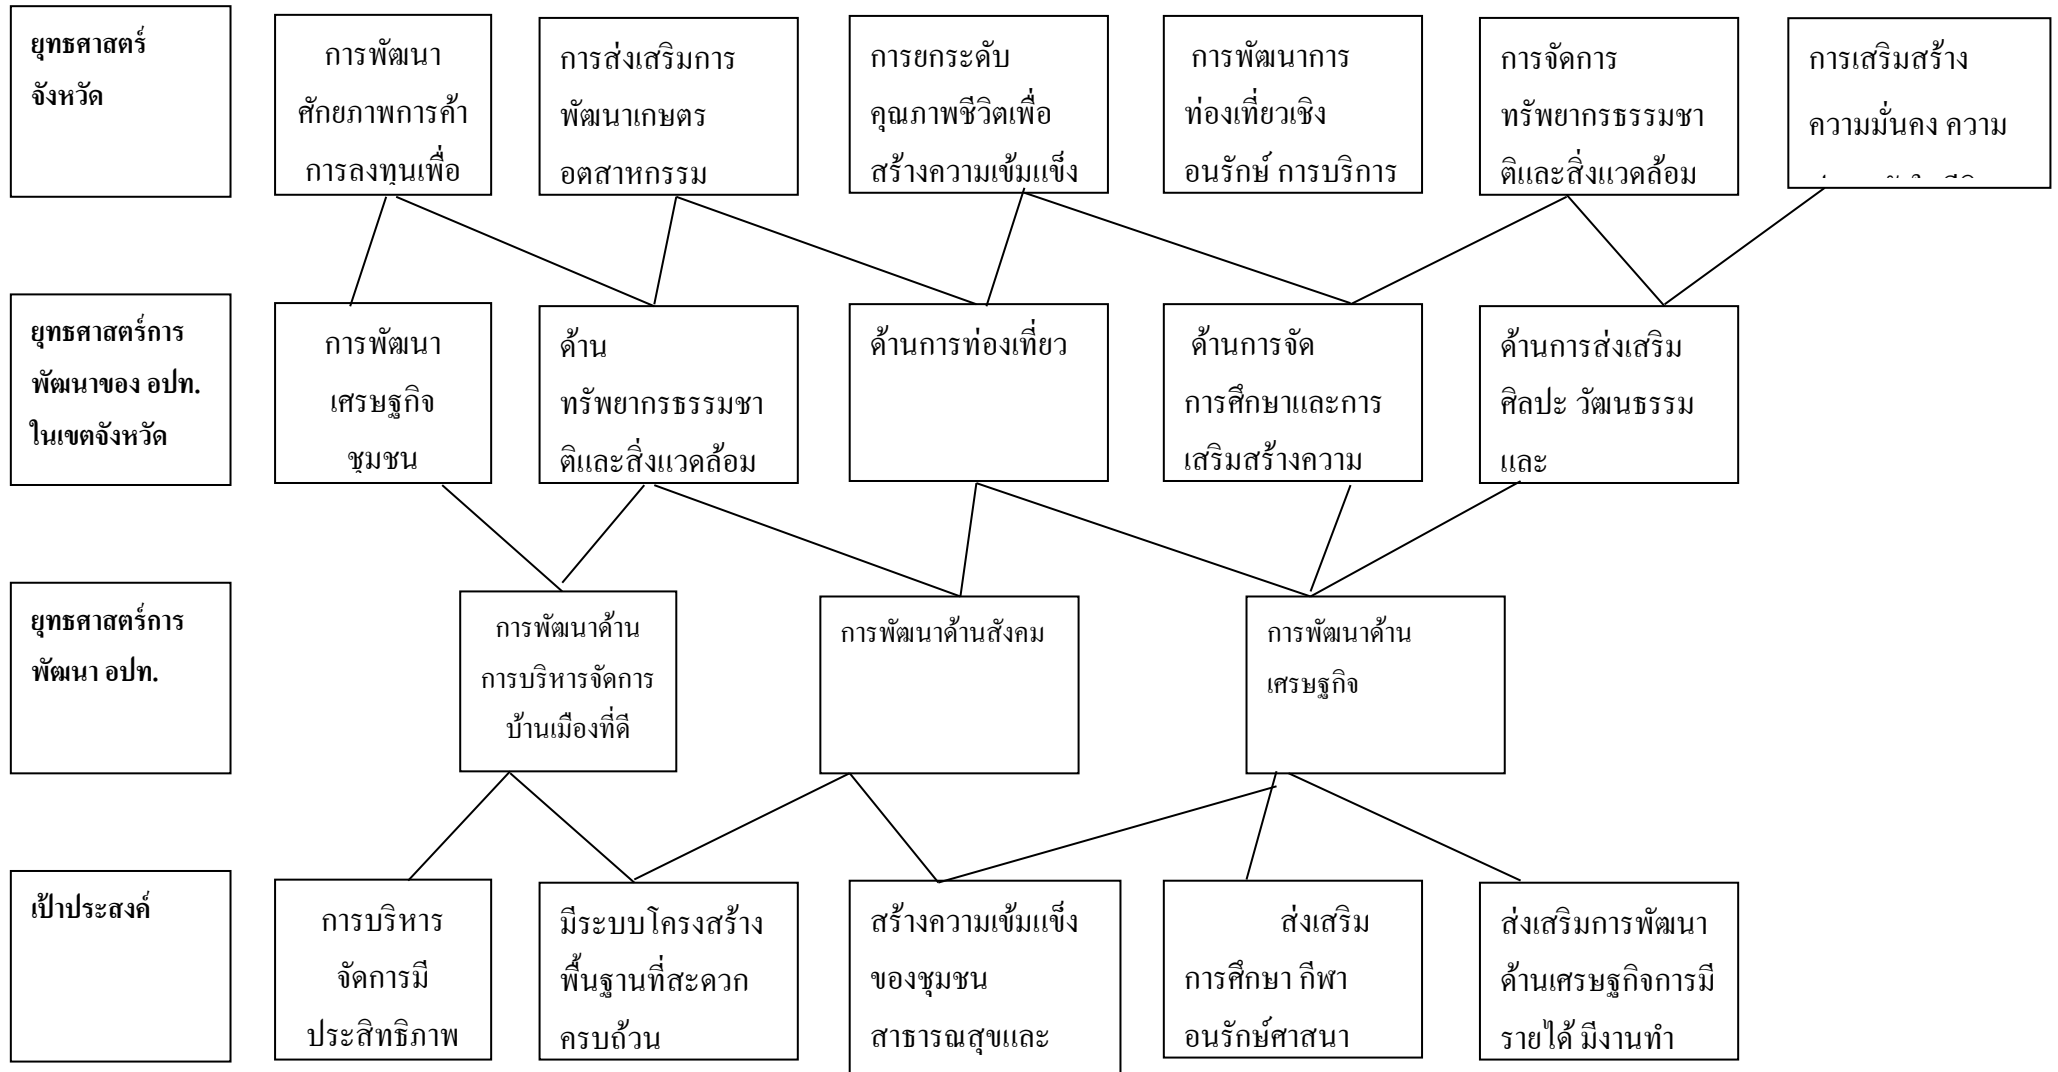 ยุทธศาสตร์
จังหวัด
การพัฒนา
ศักยภาพการค้า
การลงทุนเพื่อ
การส่งเสริมการ
พัฒนาเกษตร
อุตสาหกรรม
การยกระดับ
คุณภาพชีวิตเพื่อ
สร้างความเข้มแข็ง
การพัฒนาการ
ท่องเที่ยวเชิง
อนุรักษ์ การบริการ
การจัดการ
ทรัพยากรธรรมชา
ติและสิ่งแวดล้อม
การเสริมสร้าง
ความมั่นคง ความ
ยุทธศาสตร์การ
พัฒนาของ อปท.
ในเขตจังหวัด
การพัฒนา
เศรษฐกิจ
ชุมชน
ด้าน
ทรัพยากรธรรมชา
ติและสิ่งแวดล้อม
ด้านการท่องเที่ยว
ด้านการจัด
การศึกษาและการ
เสริมสร้างความ
ด้านการส่งเสริม
ศิลปะ วัฒนธรรม
และ
ยุทธศาสตร์การ
พัฒนา อปท.
การพัฒนาด้าน
การบริหารจัดการ
บ้านเมืองที่ดี
การพัฒนาด้านสังคม
การพัฒนาด้าน
เศรษฐกิจ
เป้าประสงค์
การบริหาร
จัดการมี
ประสิทธิภาพ
มีระบบโครงสร้าง
พื้นฐานที่สะดวก
ครบถ้วน
สร้างความเข้มแข็ง
ของชุมชน
สาธารณสุขและ
ส่งเสริม
การศึกษา กีฬา
อนุรักษ์ศาสนา
ส่งเสริมการพัฒนา
ด้านเศรษฐกิจการมี
รายได้ มีงานทำ